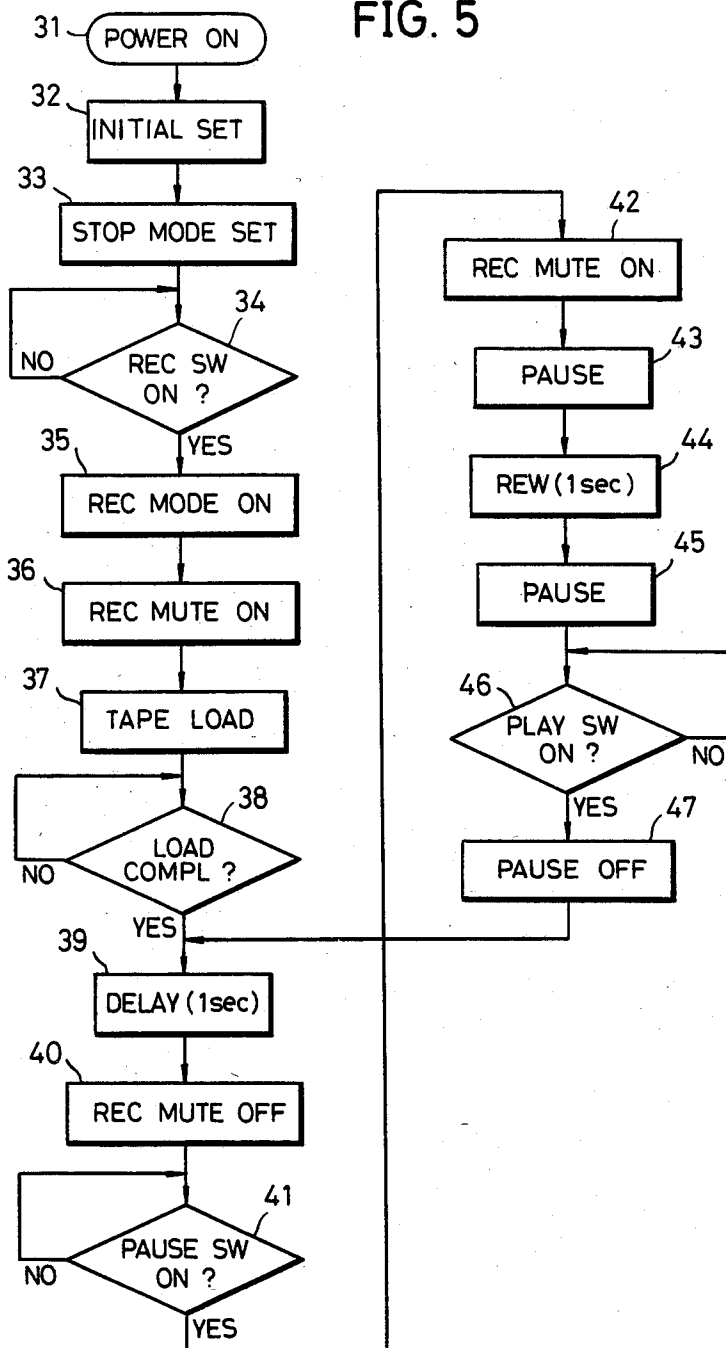 FIG. 5
31
POWER ON
32
INITIAL SET
33
STOP MODE SET
34
REC SW
ON ?
NO
YES
35
REC MODE ON
36
REC MUTE ON
37
TAPE LOAD
38
LOAD
COMPL ?
NO
YES
39
DELAY (1sec)
40
REC MUTE OFF
41
PAUSE SW
ON ?
NO
YES
42
REC MUTE ON
43
PAUSE
44
REW (1sec)
45
PAUSE
46
PLAY SW
ON ?
NO
YES
47
PAUSE OFF